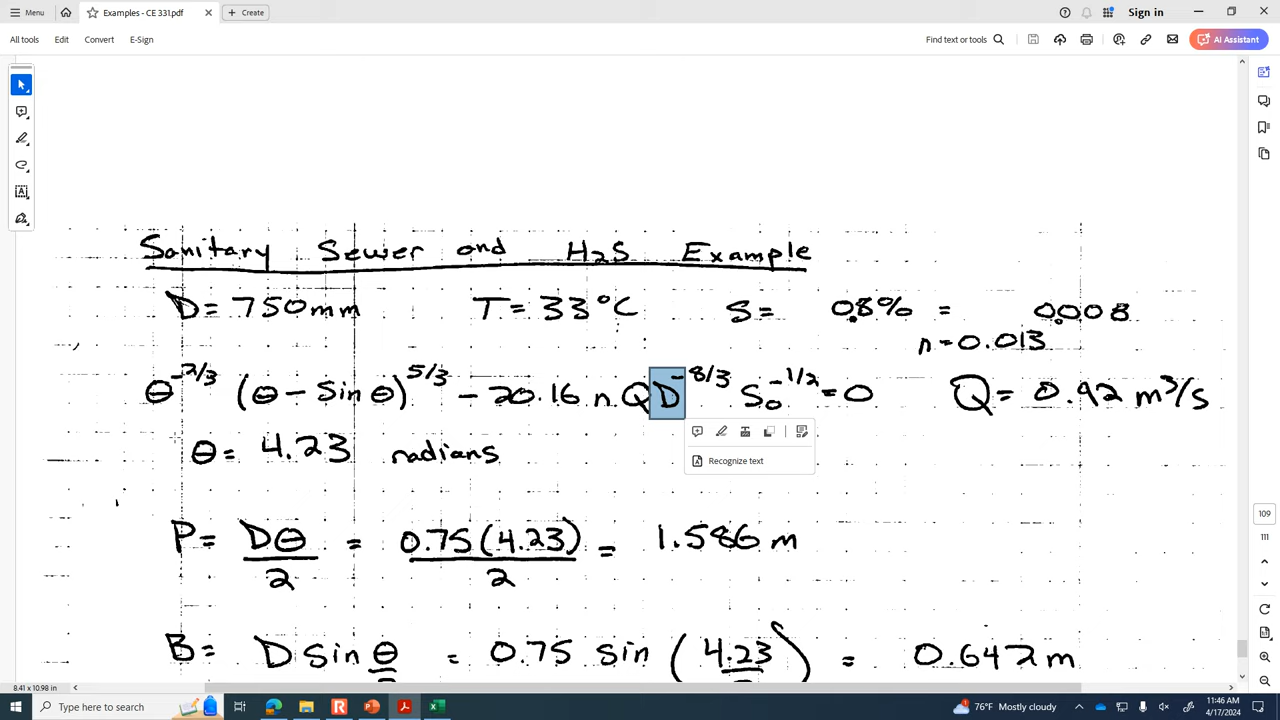 Menu
Examples - CE 331.pdf
Create
Sign in
All tools
Edit
Convert
E-Sign
Find text or tools
AI Assistant
Sanitary Sewer and H2S Example
D = 750mm T = 33°C S = 0.8% = 0.008
n = 0.013
θ^-2/3 (θ - Sin θ)^5/3 - 20.16 n Q D^-8/3 S₀^-1/2 = 0 Q = 0.92 m³/s
Recognize text
θ = 4.23 radians
P = Dθ/2 = 0.75(4.23)/2 = 1.586 m
B = D Sin θ/2 = 0.75 sin (4.23/ ) = 0.642 m
109
111
8.41 x 10.98 in
Type here to search
76°F Mostly cloudy
11:46 AM
4/17/2024